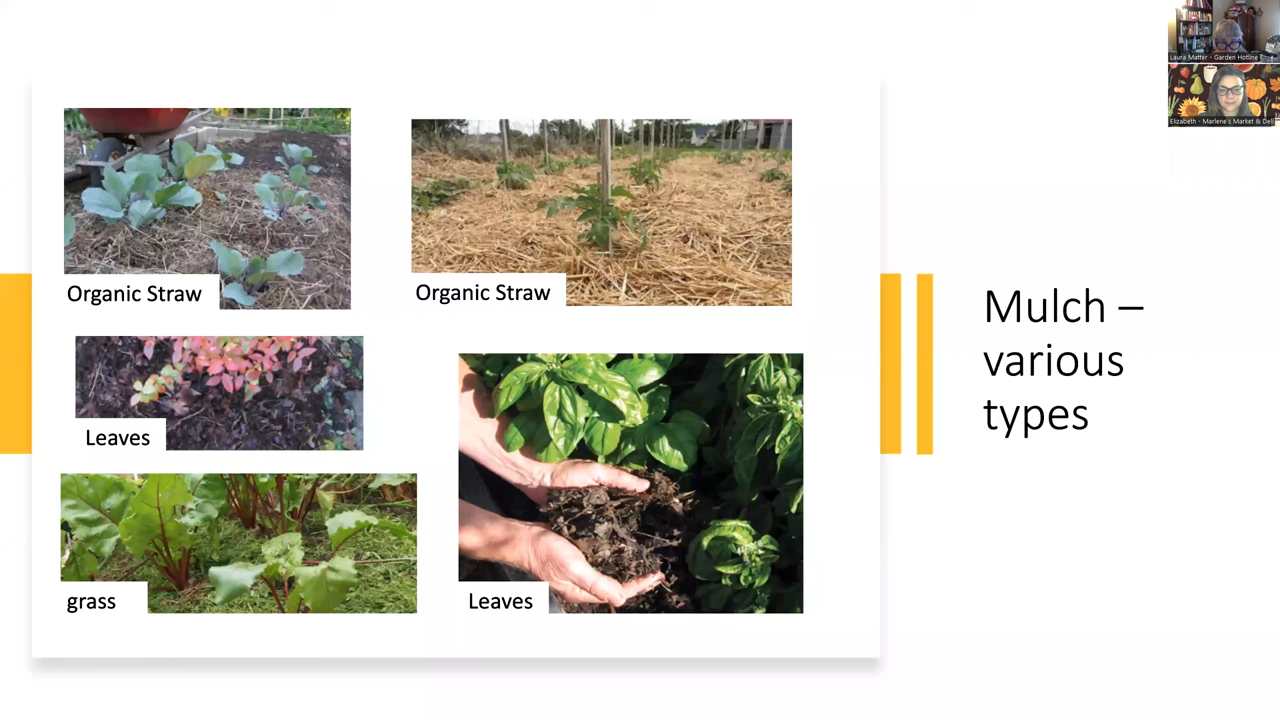 Organic Straw
Organic Straw
Leaves
grass
Leaves
Mulch –
various
types
Laura Matter - Garden Hotline
Elizabeth - Marlene's Market & Deli